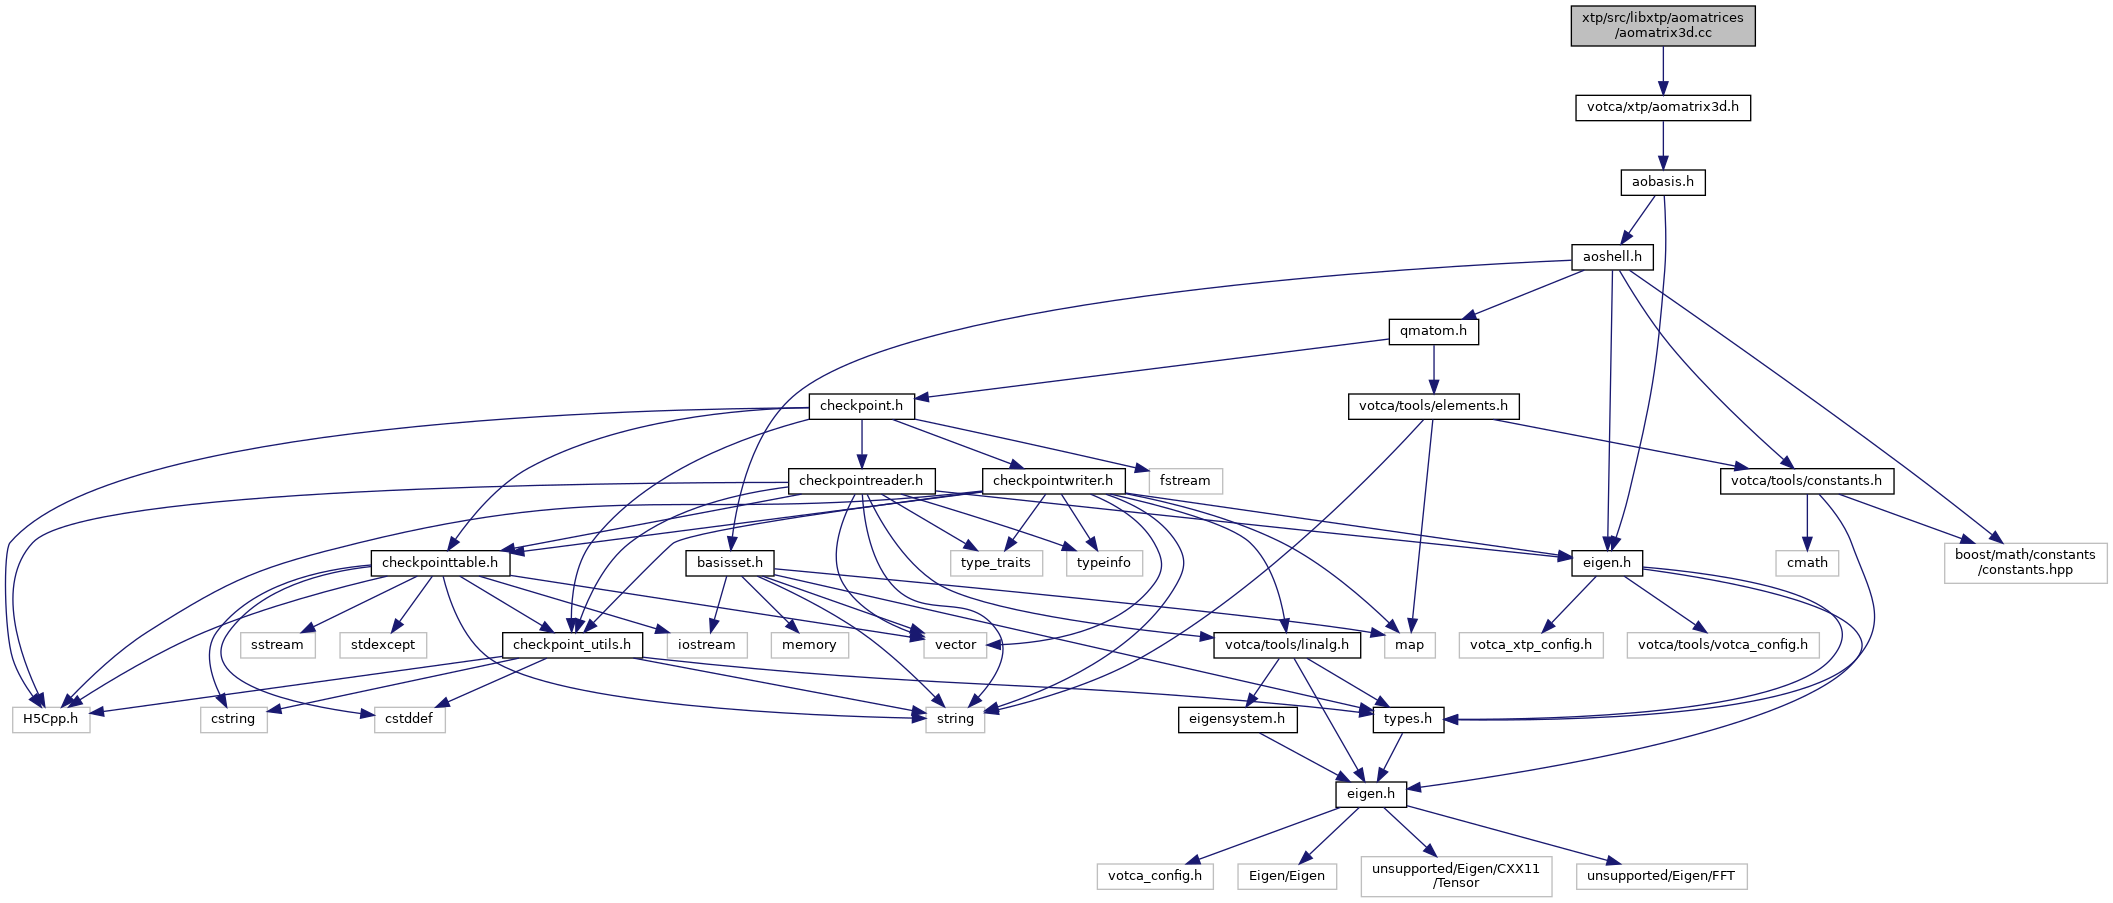 xtp/src/libxtp/aomatrices
/aomatrix3d.cc
votca/xtp/aomatrix3d.h
aobasis.h
aoshell.h
qmatom.h
checkpoint.h
votca/tools/elements.h
checkpointreader.h
checkpointwriter.h
fstream
votca/tools/constants.h
checkpointtable.h
basisset.h
type_traits
typeinfo
eigen.h
cmath
boost/math/constants
/constants.hpp
sstream
stdexcept
checkpoint_utils.h
iostream
memory
vector
votca/tools/linalg.h
map
votca_xtp_config.h
votca/tools/votca_config.h
H5Cpp.h
cstring
cstddef
string
eigensystem.h
types.h
eigen.h
votca_config.h
Eigen/Eigen
unsupported/Eigen/CXX11
/Tensor
unsupported/Eigen/FFT